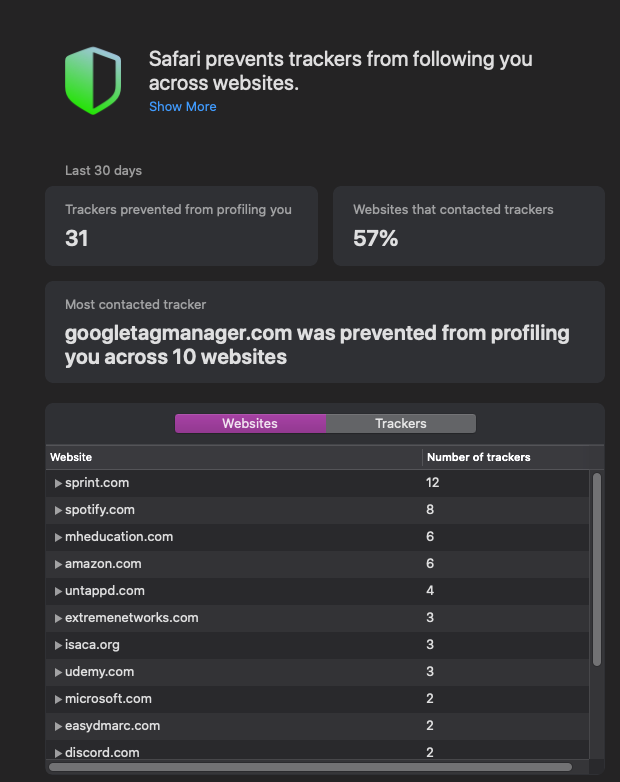 Safari prevents trackers from following you
across websites.
Show More
Last 30 days
Trackers prevented from profiling you
31
Websites that contacted trackers
57%
Most contacted tracker
googletagmanager.com was prevented from profiling
you across 10 websites
Websites Trackers
Website Number of trackers
sprint.com 12
spotify.com 8
mheducation.com 6
amazon.com 6
untappd.com 4
extremenetworks.com 3
isaca.org 3
udemy.com 3
microsoft.com 2
easydmarc.com 2
discord.com 2